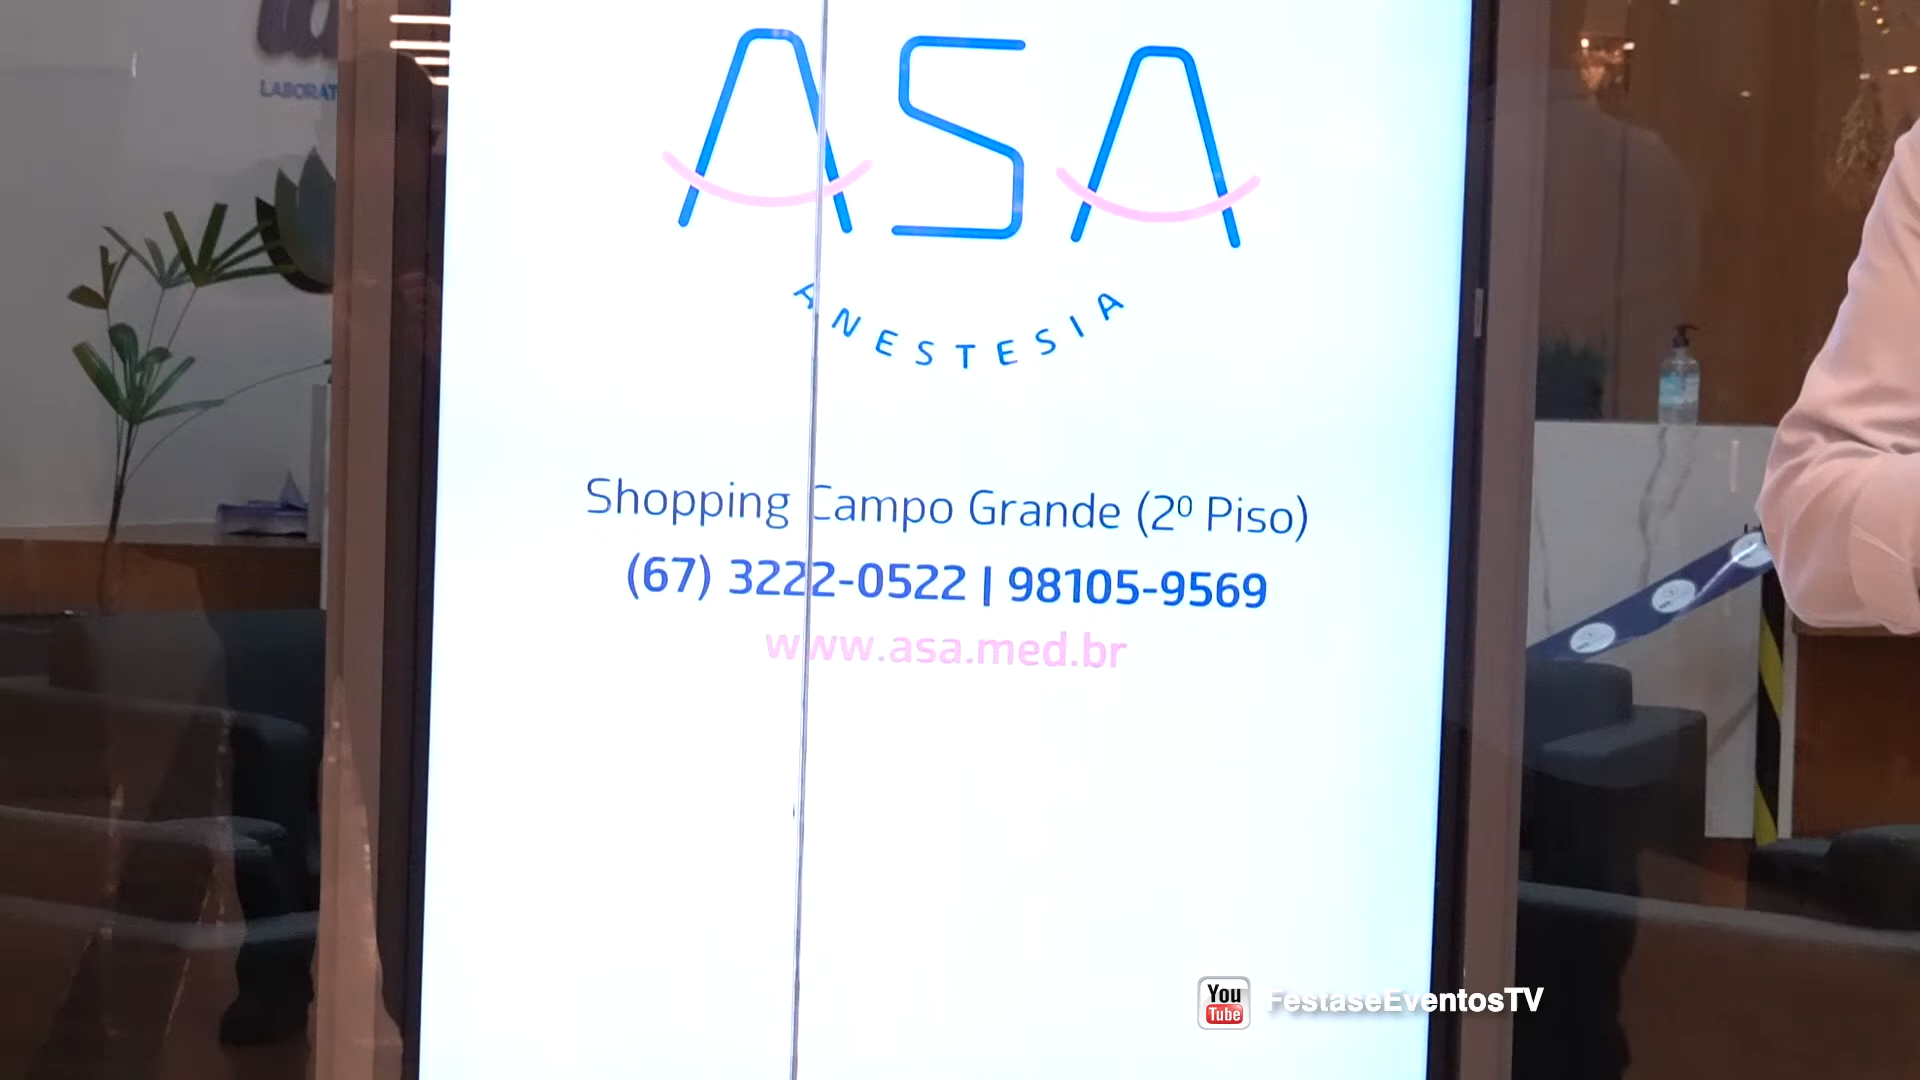 ASA
ANESTESIA
Shopping Campo Grande (2º Piso)
(67) 3222-0522 | 98105-9569
www.asa.med.br
You
Tube
FestaseEventosTV